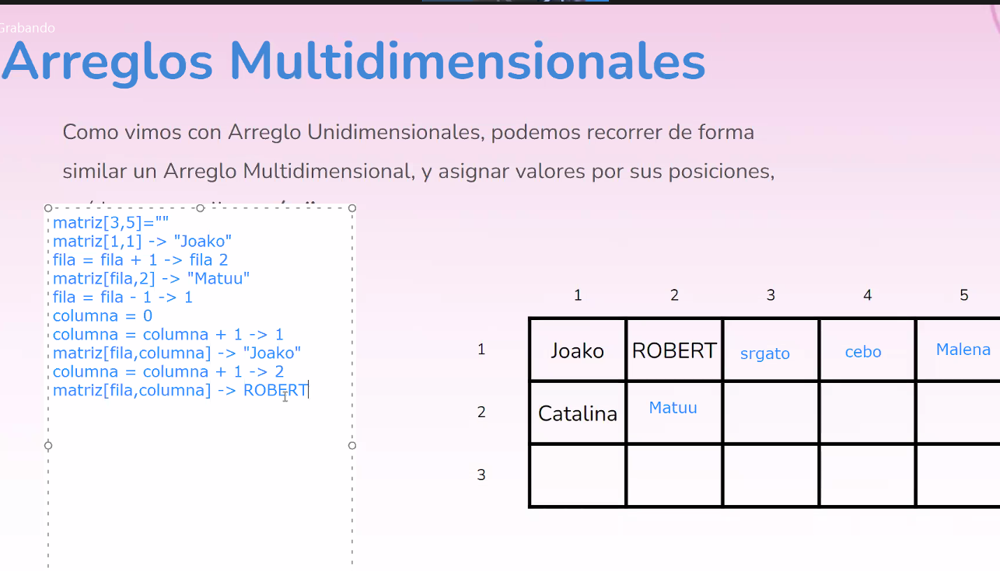 Grabando
Arreglos Multidimensionales
Como vimos con Arreglo Unidimensionales, podemos recorrer de forma
similar un Arreglo Multidimensional, y asignar valores por sus posiciones,
matriz[3,5]=""
matriz[1,1] -> "Joako"
fila = fila + 1 -> fila 2
matriz[fila,2] -> "Matuu"
fila = fila - 1 -> 1
columna = 0
columna = columna + 1 -> 1
matriz[fila,columna] -> "Joako"
columna = columna + 1 -> 2
matriz[fila,columna] -> ROBERT
1 2 3 4 5
1 Joako ROBERT srgato cebo Malena
2 Catalina Matuu
3